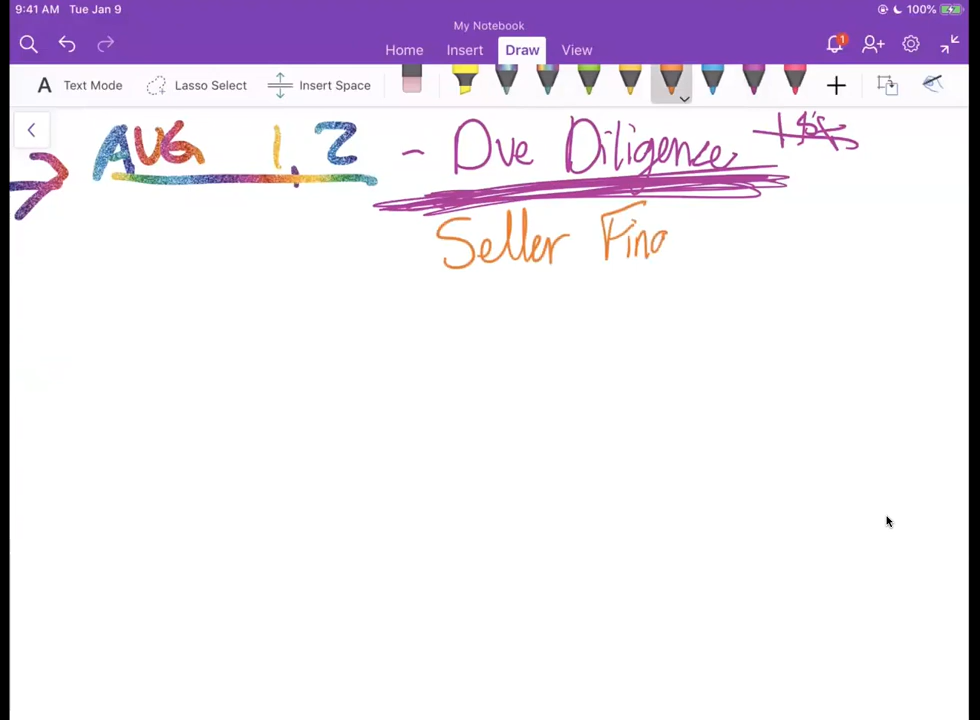 9:41 AM Tue Jan 9 100%
My Notebook
Home Insert Draw View 1
Text Mode Lasso Select Insert Space
AUG 1, 2 - Due Diligence
Seller Fina